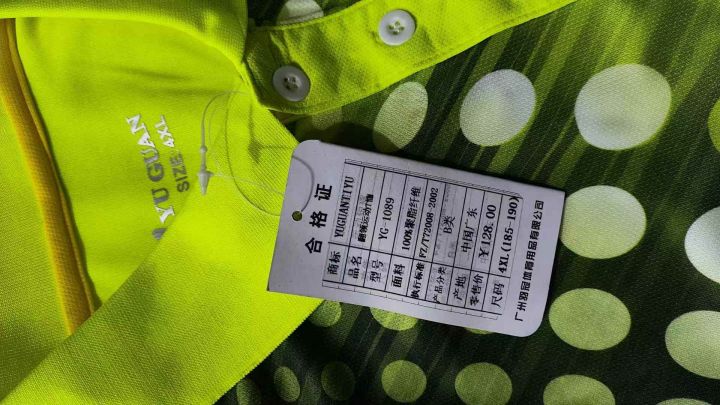 YU GUAN
SIZE: 4XL
合格证
商标 YUGUANTIYU
品名 翻领运动T恤
型号 YG-1089
面料 100%聚脂纤维
执行标准 FZ/T72008-2002
产品分类 B类
产地 中国广东
零售价 ￥128.00
尺码 4XL(185-190)
广州羽冠体育用品有限公司